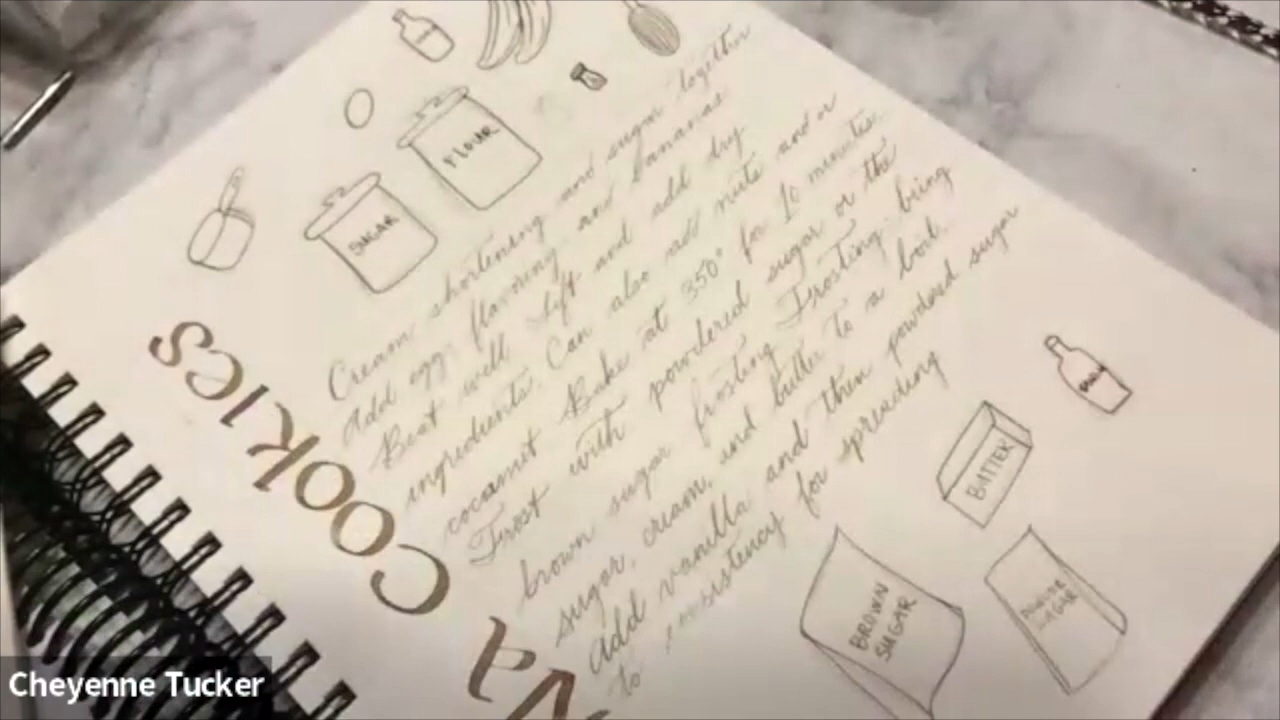 FLOUR
SUGAR
Cookies
Cream shortening and sugar together
Add egg, flavoring and bananas
Beat well. Sift and add dry
ingredients. Can also add nuts and or
coconut Bake at 350° for 10 minutes.
Frost with powdered sugar or the
brown sugar frosting. Frosting: bring
sugar, cream, and butter to a boil.
Add vanilla and then powdered sugar
to consistency for spreading
BUTTER
BROWN
SUGAR
SUGAR
Cheyenne Tucker